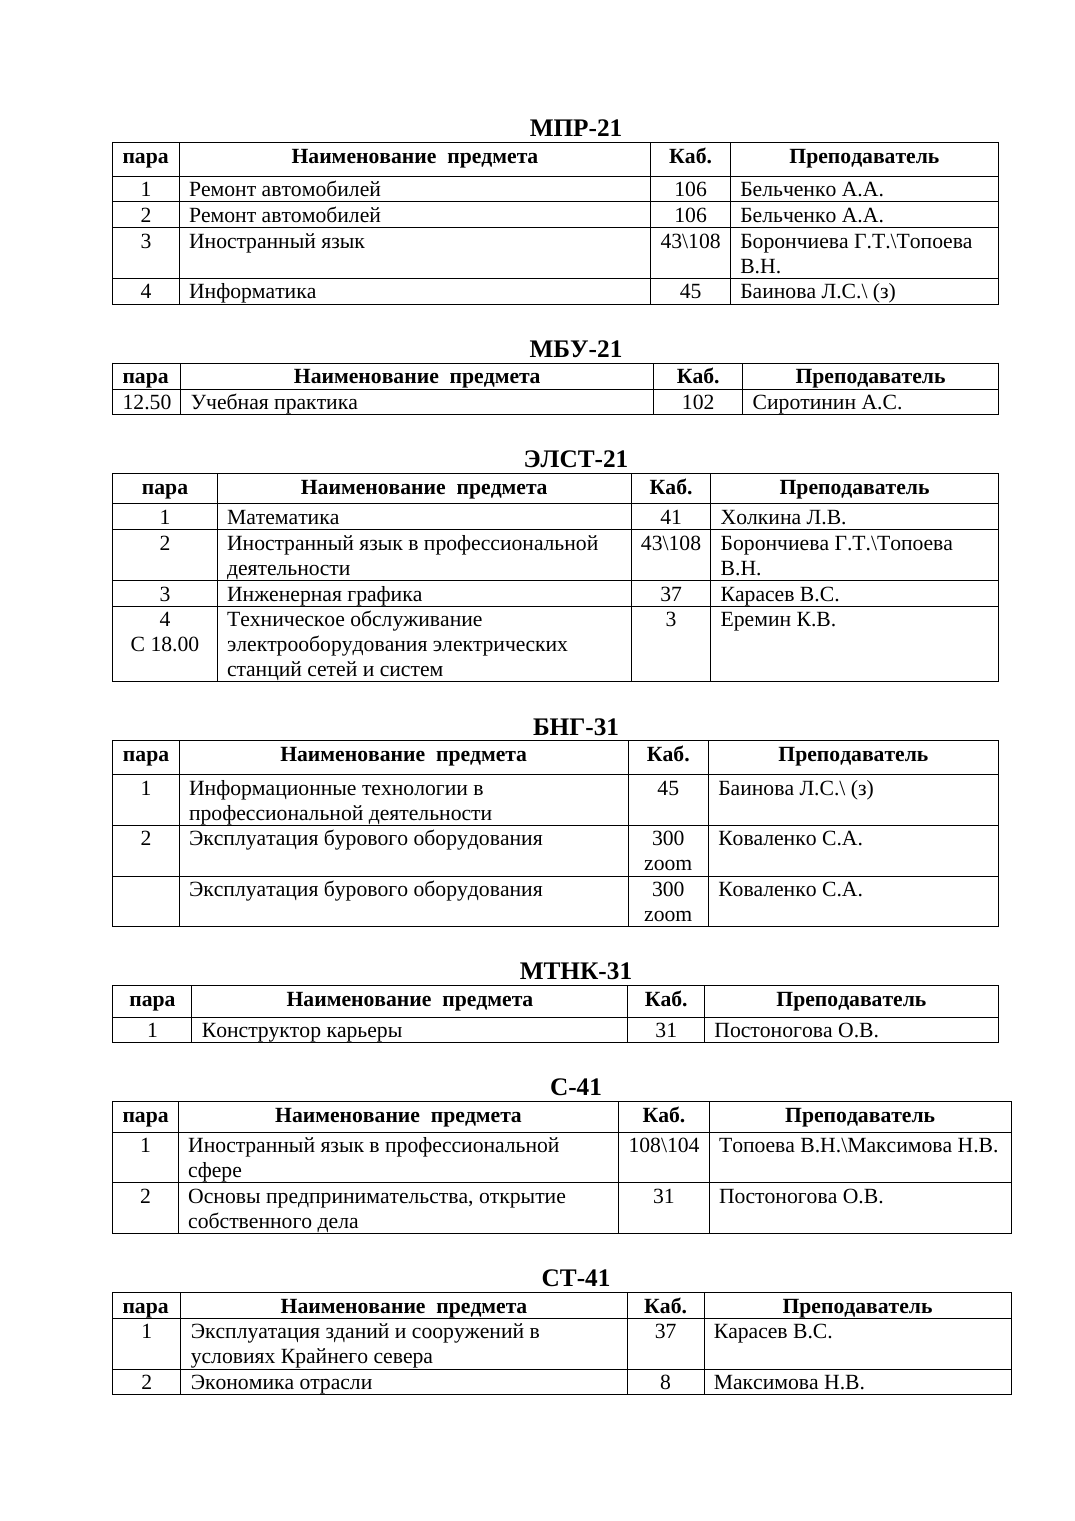 МПР-21
пара Наименование предмета Каб. Преподаватель
1 Ремонт автомобилей 106 Бельченко А.А.
2 Ремонт автомобилей 106 Бельченко А.А.
3 Иностранный язык 43\108 Борончиева Г.Т.\Топоева
В.Н.
4 Информатика 45 Баинова Л.С.\ (з)
МБУ-21
пара Наименование предмета Каб. Преподаватель
12.50 Учебная практика 102 Сиротинин А.С.
ЭЛСТ-21
пара Наименование предмета Каб. Преподаватель
1 Математика 41 Холкина Л.В.
2 Иностранный язык в профессиональной 43\108 Борончиева Г.Т.\Топоева
деятельности В.Н.
3 Инженерная графика 37 Карасев В.С.
4 Техническое обслуживание 3 Еремин К.В.
С 18.00 электрооборудования электрических
станций сетей и систем
БНГ-31
пара Наименование предмета Каб. Преподаватель
1 Информационные технологии в 45 Баинова Л.С.\ (з)
профессиональной деятельности
2 Эксплуатация бурового оборудования 300 Коваленко С.А.
zoom
Эксплуатация бурового оборудования 300 Коваленко С.А.
zoom
МТНК-31
пара Наименование предмета Каб. Преподаватель
1 Конструктор карьеры 31 Постоногова О.В.
С-41
пара Наименование предмета Каб. Преподаватель
1 Иностранный язык в профессиональной 108\104 Топоева В.Н.\Максимова Н.В.
сфере
2 Основы предпринимательства, открытие 31 Постоногова О.В.
собственного дела
СТ-41
пара Наименование предмета Каб. Преподаватель
1 Эксплуатация зданий и сооружений в 37 Карасев В.С.
условиях Крайнего севера
2 Экономика отрасли 8 Максимова Н.В.